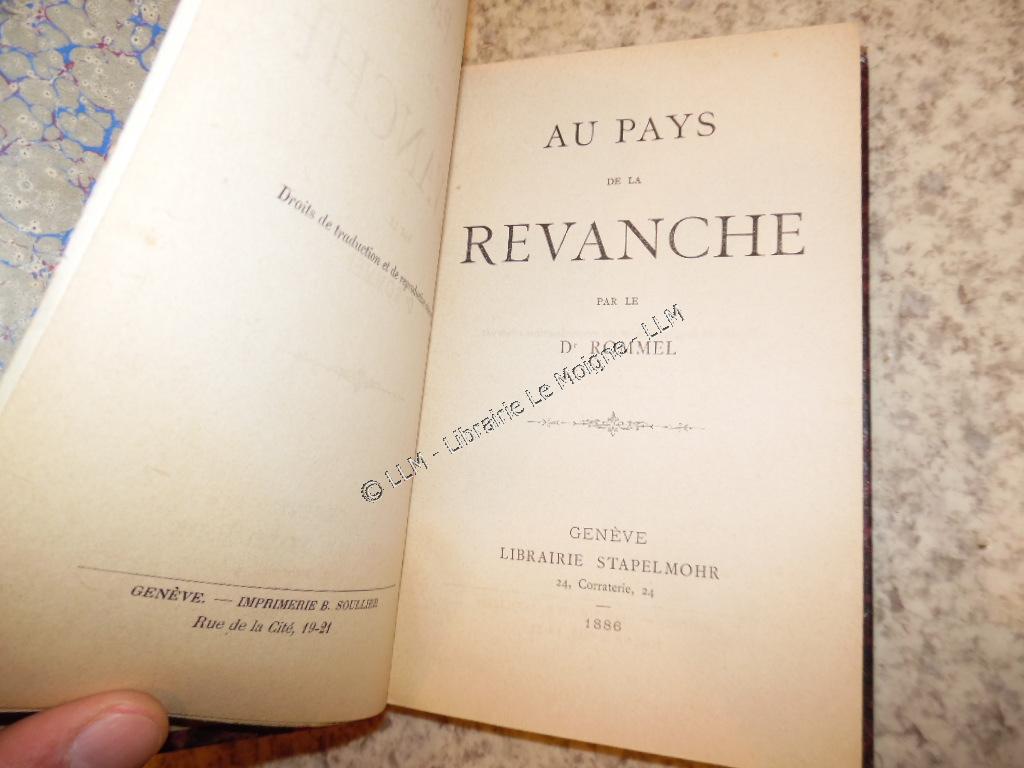 Droits de traduction et de reproduction
GENÈVE. — IMPRIMERIE B. SOULLIER
Rue de la Cité, 19-21
AU PAYS
DE LA
REVANCHE
PAR LE
Dr ROMMEL
GENÈVE
LIBRAIRIE STAPELMOHR
24, Corraterie, 24
1886
© LLM - Librairie Le Moigne - LLM